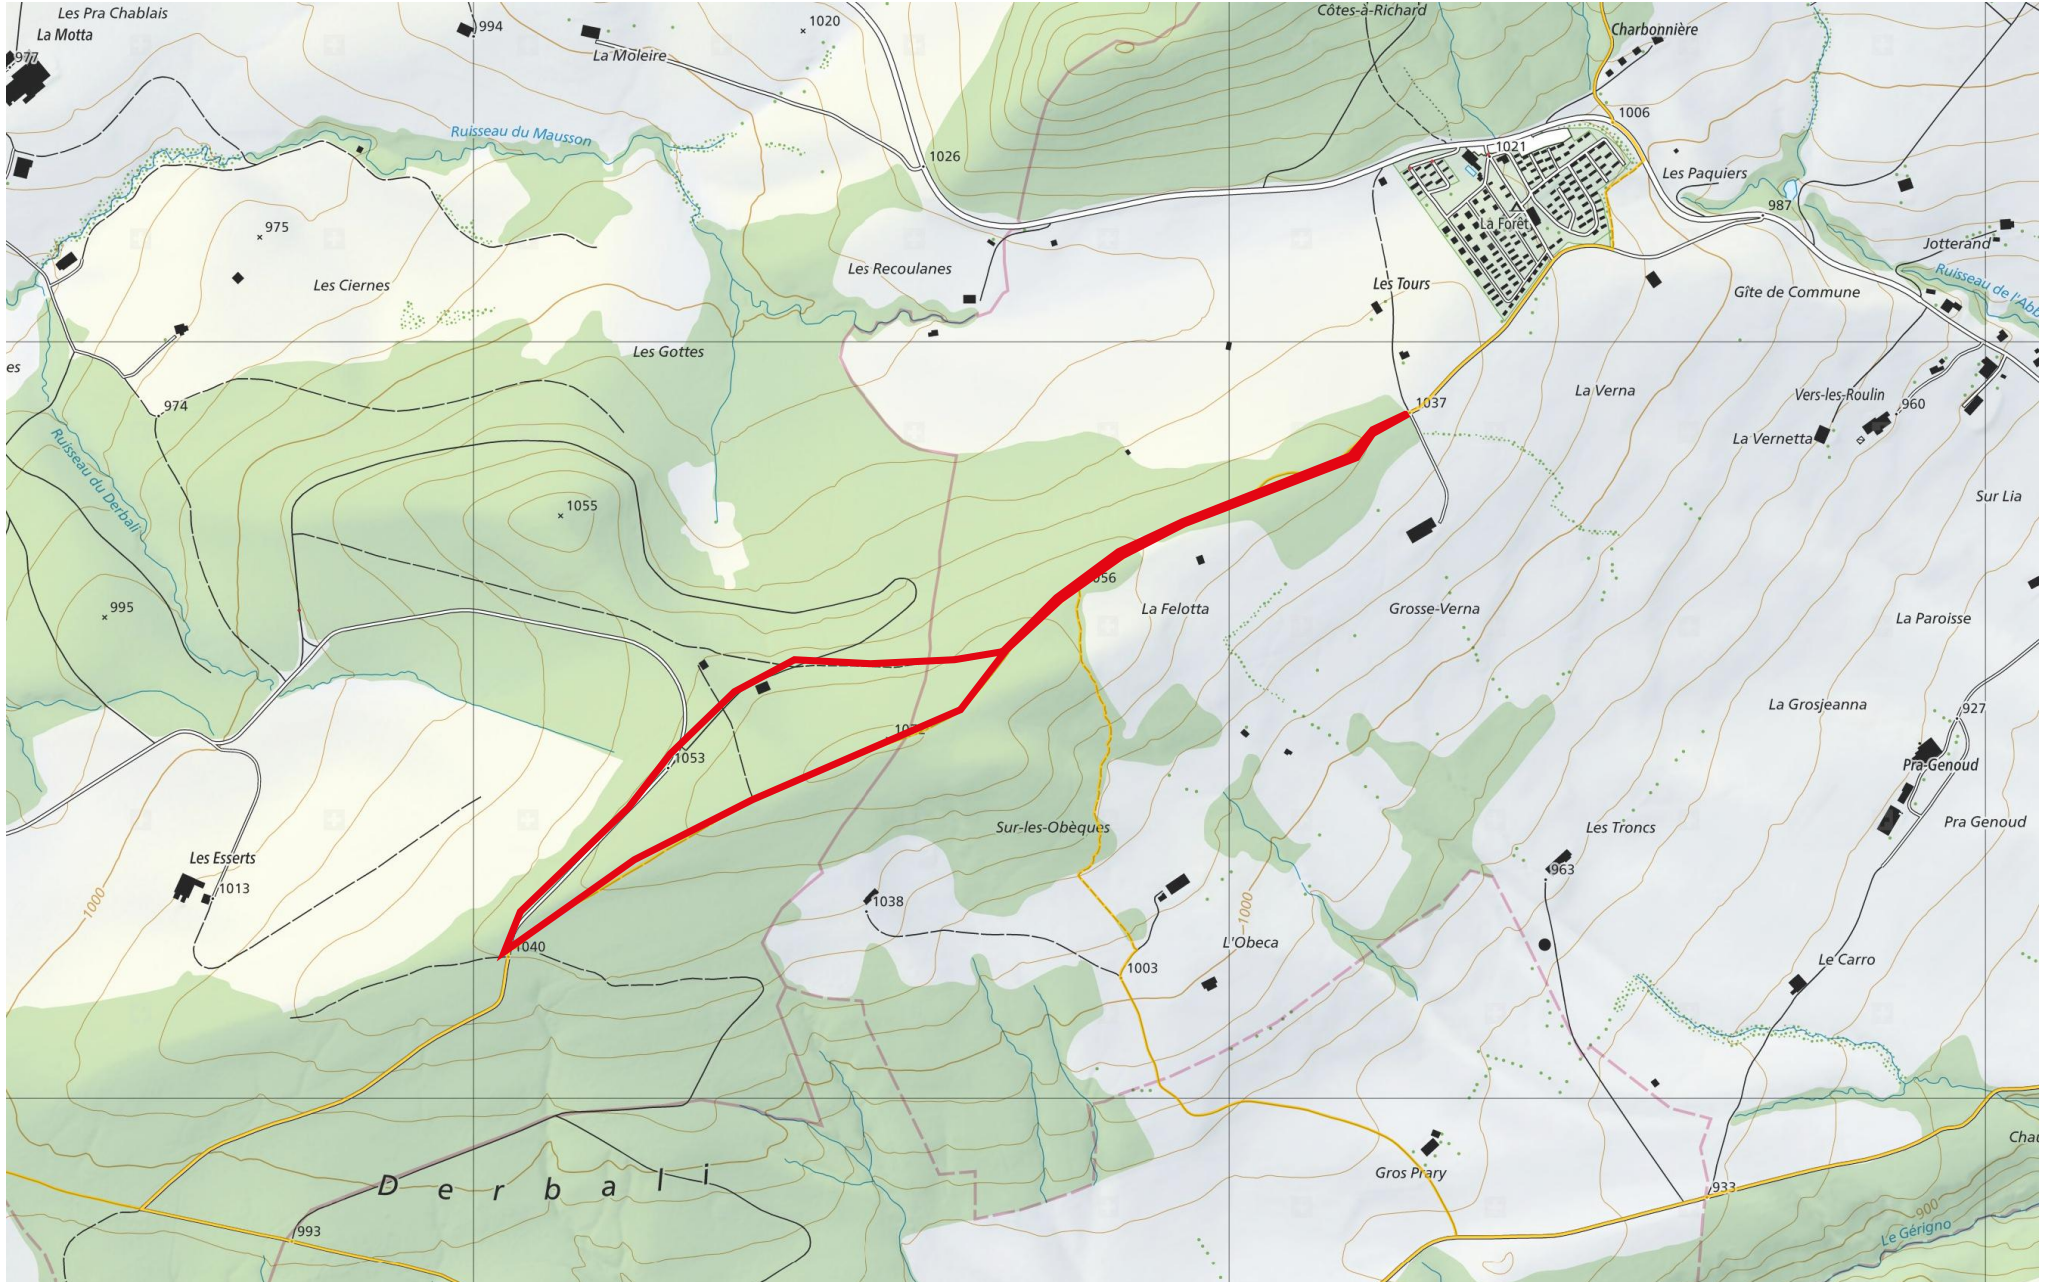 Les Pra Chablais
La Motta
977
994
La Moleire
1020
Côtes-à-Richard
Charbonnière
Ruisseau du Mausson
1026
1006
1021
Les Paquiers
987
La Forêt
975
Les Ciernes
Les Recoulanes
Les Tours
Gîte de Commune
Jotterand
Ruisseau de l'Abb
es
Les Gottes
974
1037
La Verna
Vers-les-Roulin
960
La Vernetta
Ruisseau du Derbali
1055
Sur Lia
995
056
La Felotta
Grosse-Verna
La Paroisse
La Grosjeanna
927
1053
Pra-Genoud
Pra Genoud
Sur-les-Obèques
Les Troncs
Les Esserts
1013
963
1000
1038
1000
1040
L'Obeca
1003
Le Carro
Derbali
Gros Prary
933
993
900
Le Gérigno